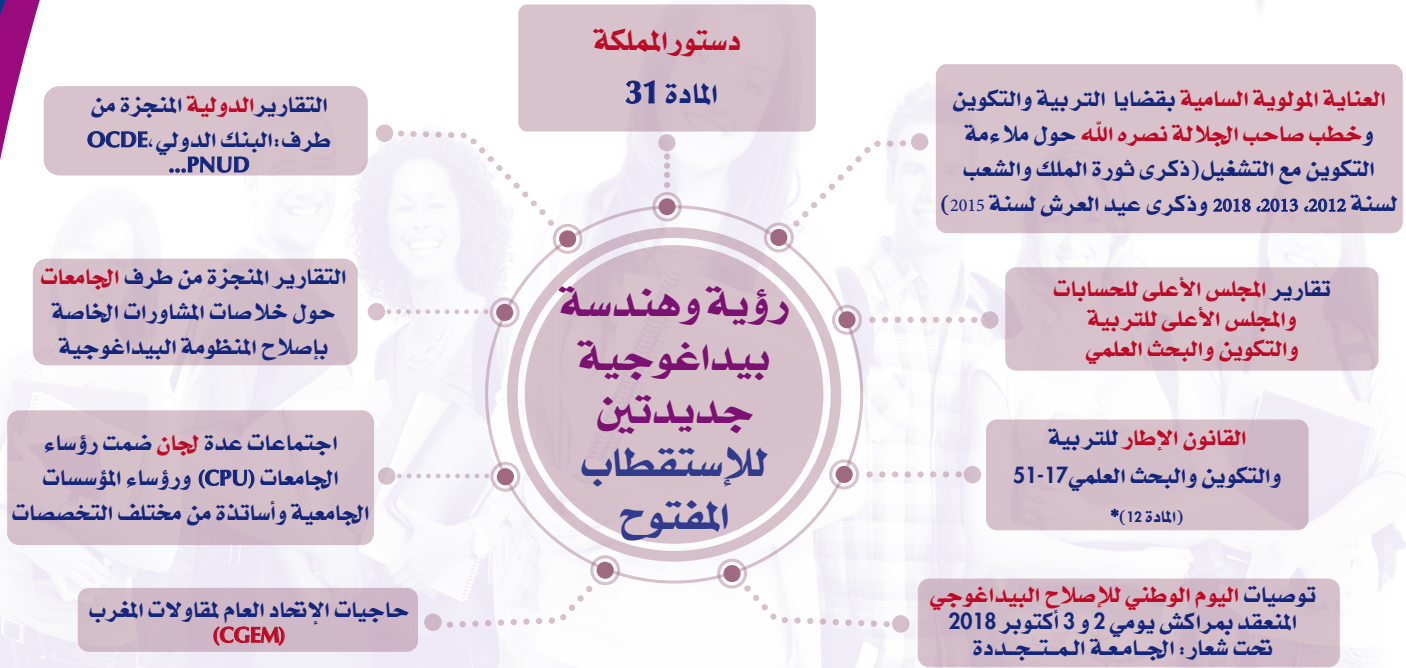 دستور المملكة
المادة 31
العناية المولوية السامية بقضايا التربية والتكوين
وخطب صاحب الجلالة نصره الله حول ملاءمة
التكوين مع التشغيل (ذكرى ثورة الملك والشعب
لسنة 2012، 2013، 2018 وذكرى عيد العرش لسنة 2015)
تقارير المجلس الأعلى للحسابات
والمجلس الأعلى للتربية
والتكوين والبحث العلمي
القانون الإطار للتربية
والتكوين والبحث العلمي 17-51
(المادة 12)*
توصيات اليوم الوطني للإصلاح البيداغوجي
المنعقد بمراكش يومي 2 و 3 أكتوبر 2018
تحت شعار: الجـامـعـة المـتـجـددة
رؤية وهندسة
بيداغوجية
جديدتين
للإستقطاب
المفتوح
التقارير الدولية المنجزة من
طرف: البنك الدولي، OCDE
PNUD...
التقارير المنجزة من طرف الجامعات
حول خلاصات المشاورات الخاصة
بإصلاح المنظومة البيداغوجية
اجتماعات عدة لجان ضمت رؤساء
الجامعات (CPU) ورؤساء المؤسسات
الجامعية وأساتذة من مختلف التخصصات
حاجيات الإتحاد العام لمقاولات المغرب
(CGEM)